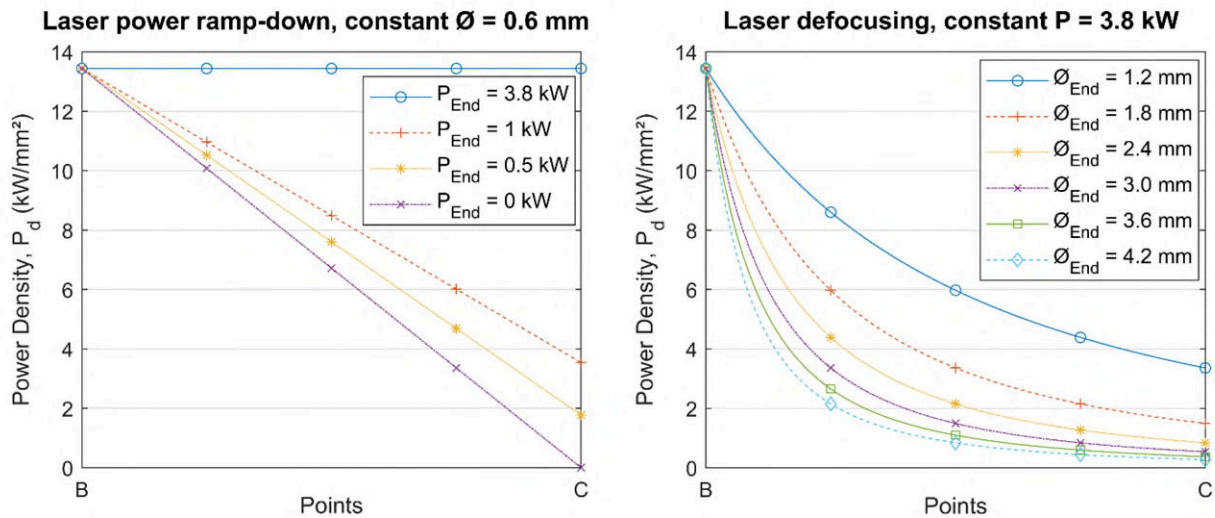 Laser power ramp-down, constant Ø = 0.6 mm
14
12
10
8
6
4
2
0
Power Density, P_d (kW/mm²)
B
C
Points
P_End = 3.8 kW
P_End = 1 kW
P_End = 0.5 kW
P_End = 0 kW
Laser defocusing, constant P = 3.8 kW
14
12
10
8
6
4
2
0
Power Density, P_d (kW/mm²)
B
C
Points
Ø_End = 1.2 mm
Ø_End = 1.8 mm
Ø_End = 2.4 mm
Ø_End = 3.0 mm
Ø_End = 3.6 mm
Ø_End = 4.2 mm